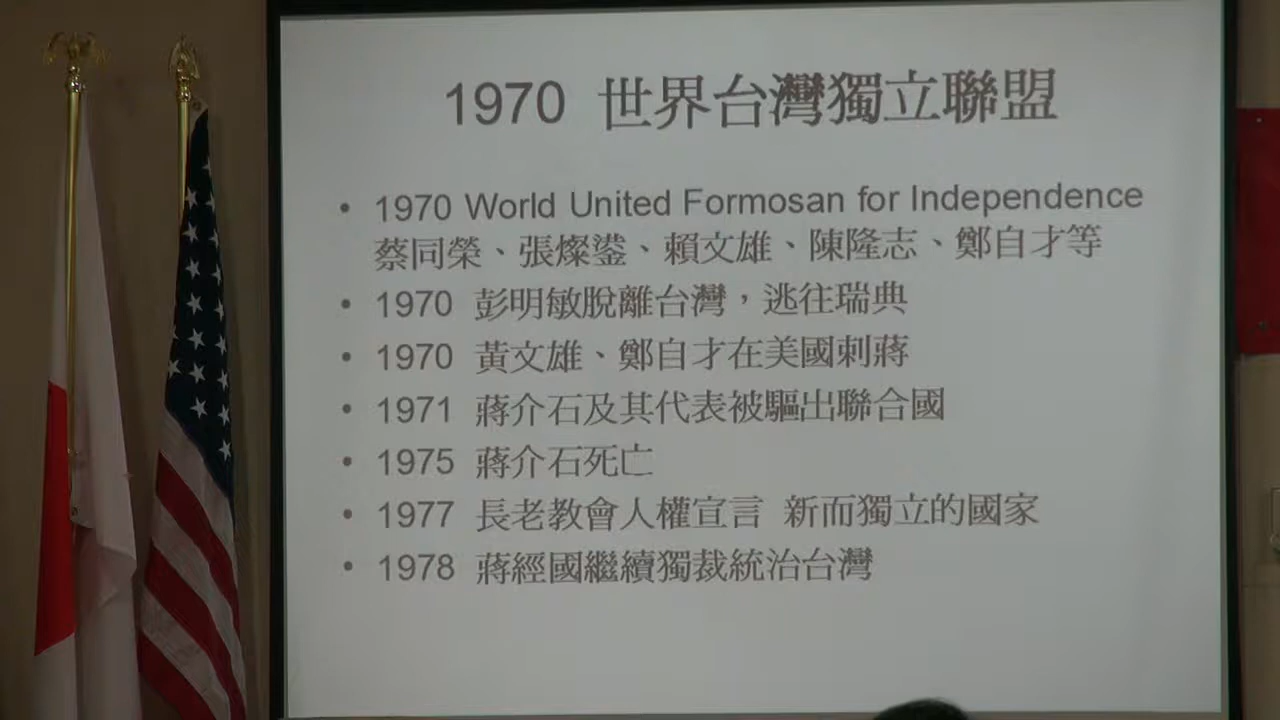 1970 世界台灣獨立聯盟
• 1970 World United Formosan for Independence
蔡同榮、張燦鍙、賴文雄、陳隆志、鄭自才等
• 1970 彭明敏脫離台灣，逃往瑞典
• 1970 黃文雄、鄭自才在美國刺蔣
• 1971 蔣介石及其代表被驅出聯合國
• 1975 蔣介石死亡
• 1977 長老教會人權宣言 新而獨立的國家
• 1978 蔣經國繼續獨裁統治台灣